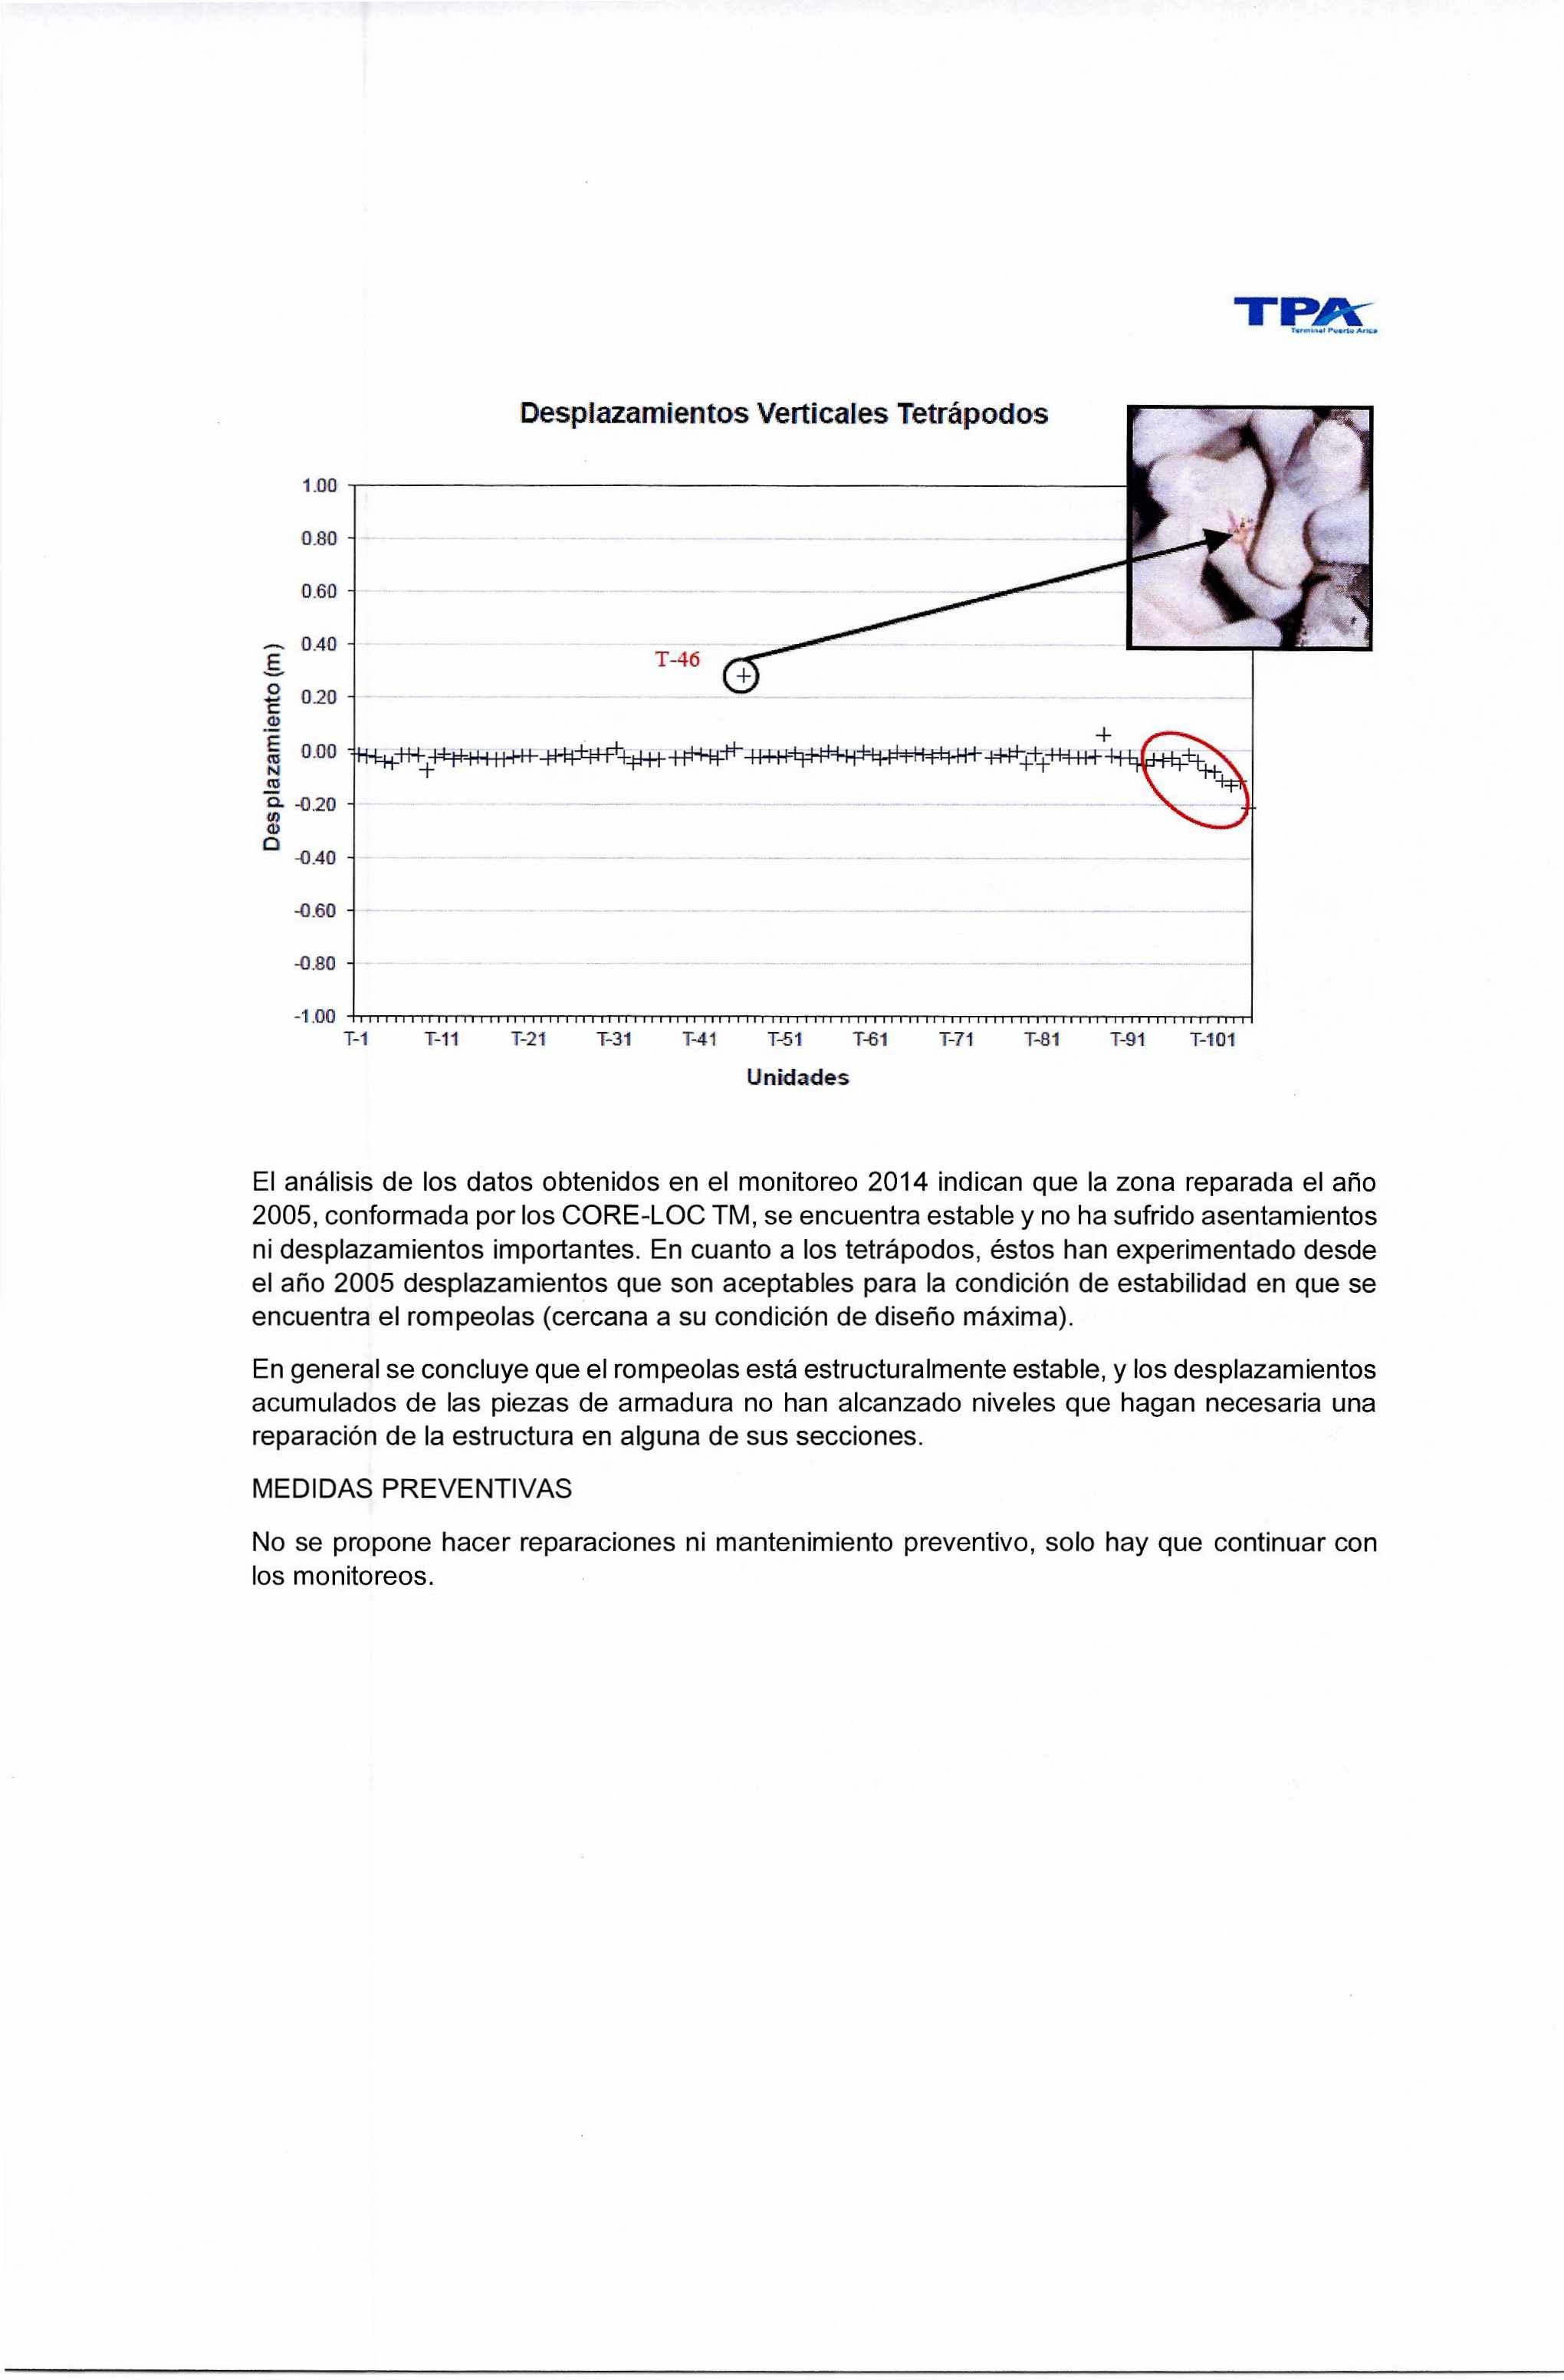 TPA
Terminal Puerto Arica
Desplazamientos Verticales Tetrápodos
1.00
0.80
0.60
0.40
0.20
0.00
-0.20
-0.40
-0.60
-0.80
-1.00
Desplazamiento (m)
T-46
T-1 T-11 T-21 T-31 T-41 T-51 T-61 T-71 T-81 T-91 T-101
Unidades
El análisis de los datos obtenidos en el monitoreo 2014 indican que la zona reparada el año
2005, conformada por los CORE-LOC TM, se encuentra estable y no ha sufrido asentamientos
ni desplazamientos importantes. En cuanto a los tetrápodos, éstos han experimentado desde
el año 2005 desplazamientos que son aceptables para la condición de estabilidad en que se
encuentra el rompeolas (cercana a su condición de diseño máxima).
En general se concluye que el rompeolas está estructuralmente estable, y los desplazamientos
acumulados de las piezas de armadura no han alcanzado niveles que hagan necesaria una
reparación de la estructura en alguna de sus secciones.
MEDIDAS PREVENTIVAS
No se propone hacer reparaciones ni mantenimiento preventivo, solo hay que continuar con
los monitoreos.